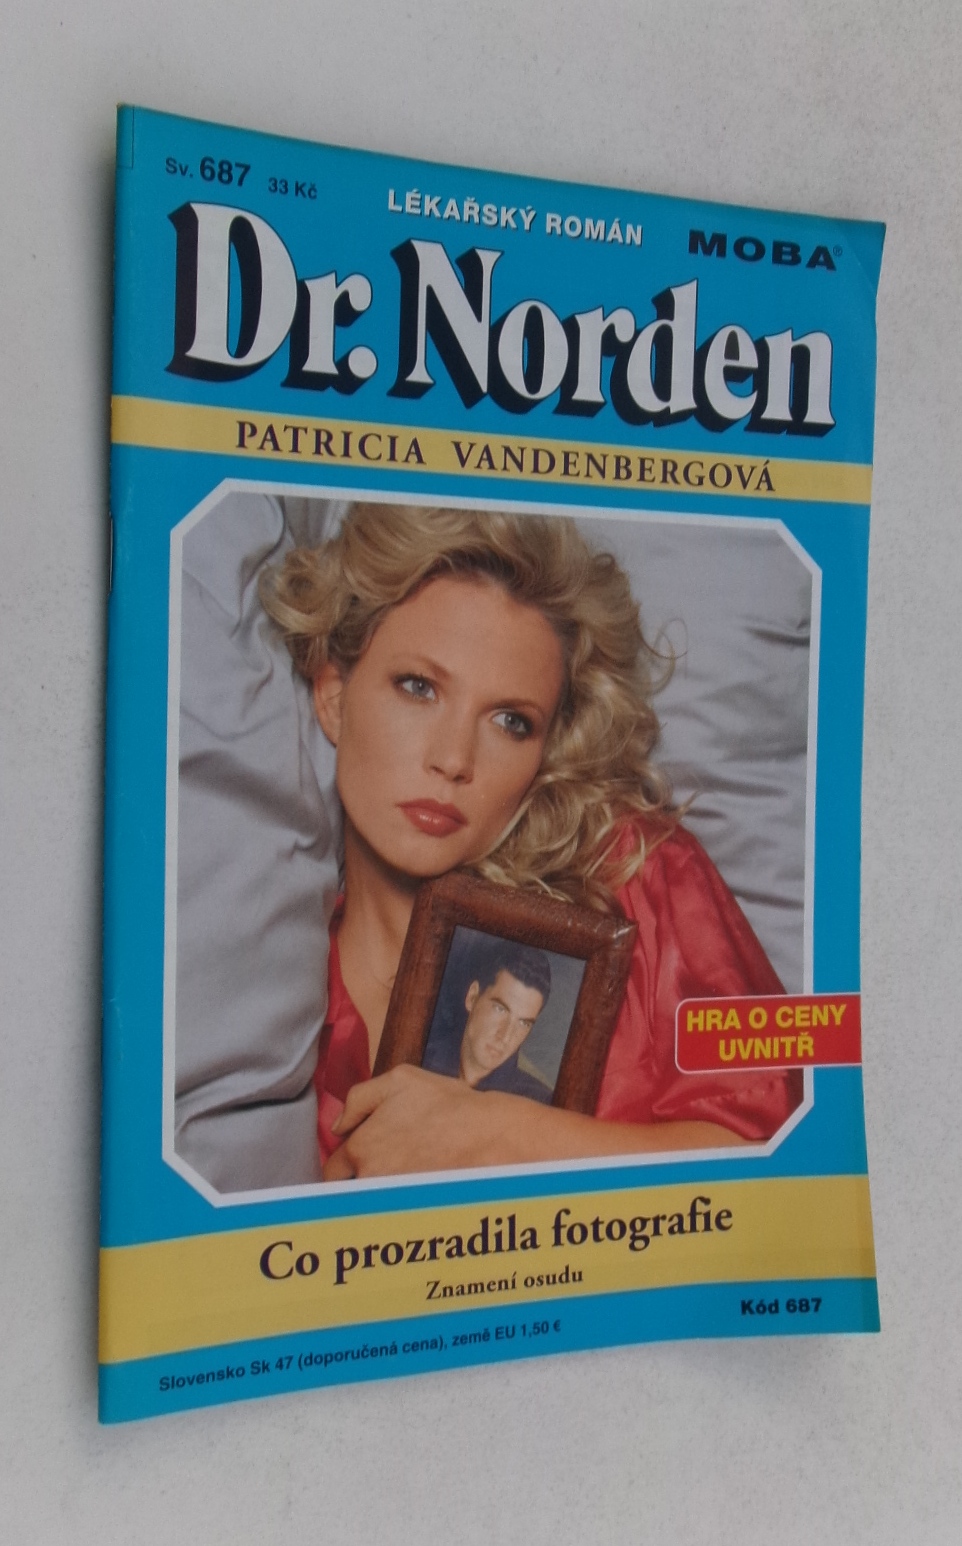 Sv. 687 33 Kč
LÉKAŘSKÝ ROMÁN
MOBA®
Dr. Norden
PATRICIA VANDENBERGOVÁ
HRA O CENY
UVNITŘ
Co prozradila fotografie
Znamení osudu
Kód 687
Slovensko Sk 47 (doporučená cena), země EU 1,50 €